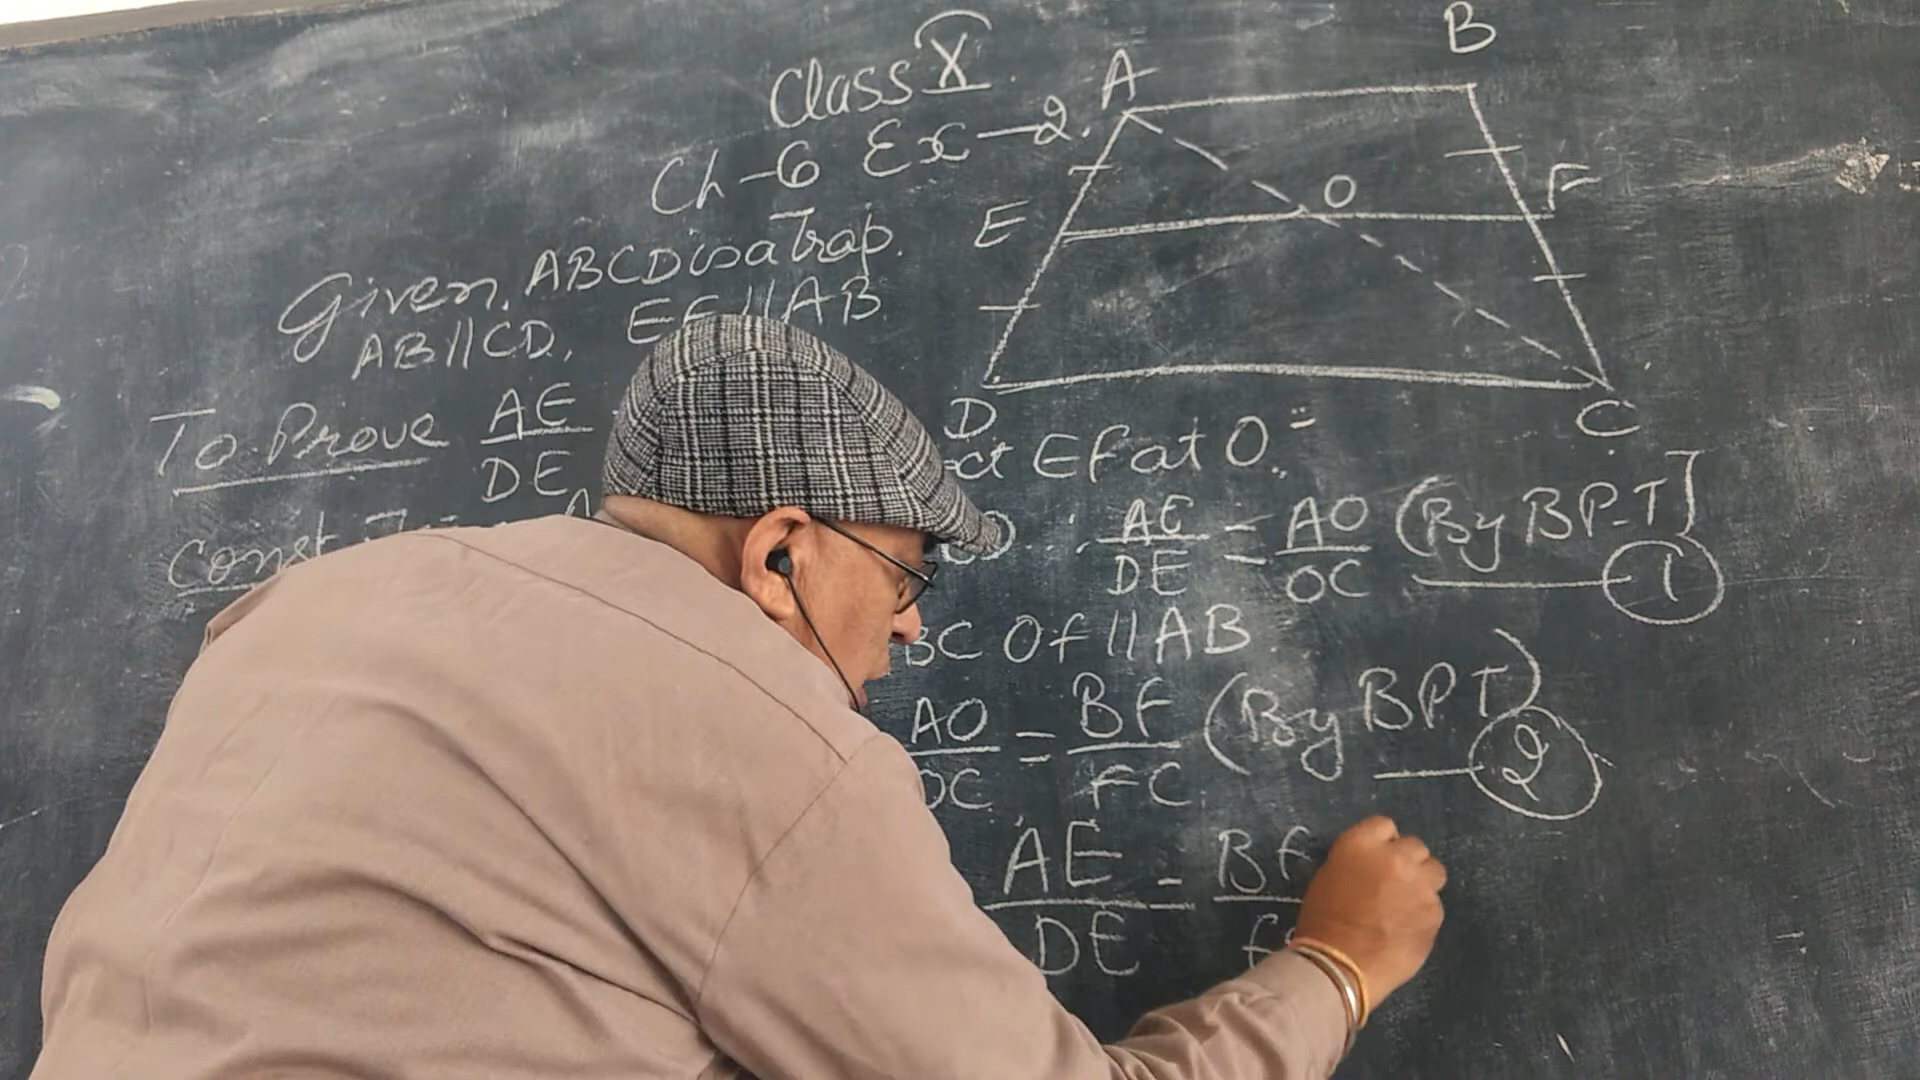 Class X
Ch-6 Ex-2.
A
B
E
O
F
D
C
Given, ABCD is a Trap.
AB//CD, EF//AB
To Prove AE
DE
Const
ct EF at O.
AE = AO (By BPT]
DE OC
1
BC OF//AB
AO = BF (By BPT)
OC FC
2
AE = BF
DE